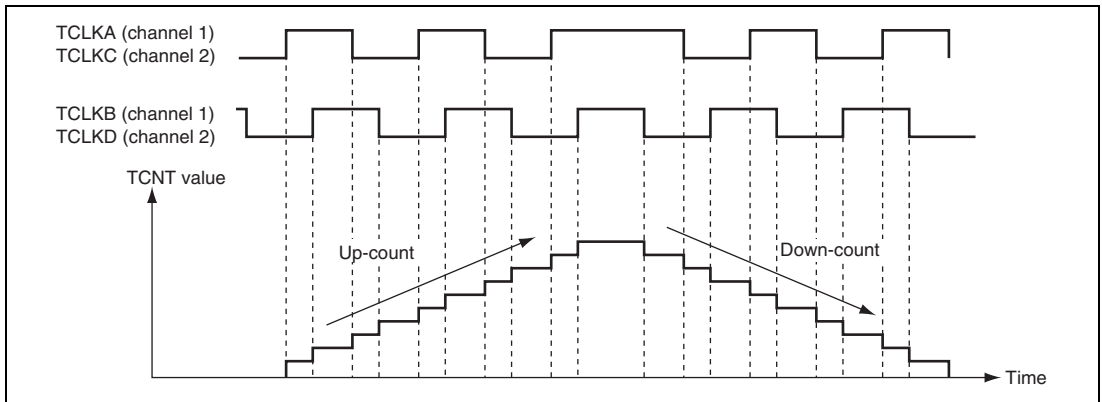 TCLKA (channel 1)
TCLKC (channel 2)
TCLKB (channel 1)
TCLKD (channel 2)
TCNT value
Up-count
Down-count
Time